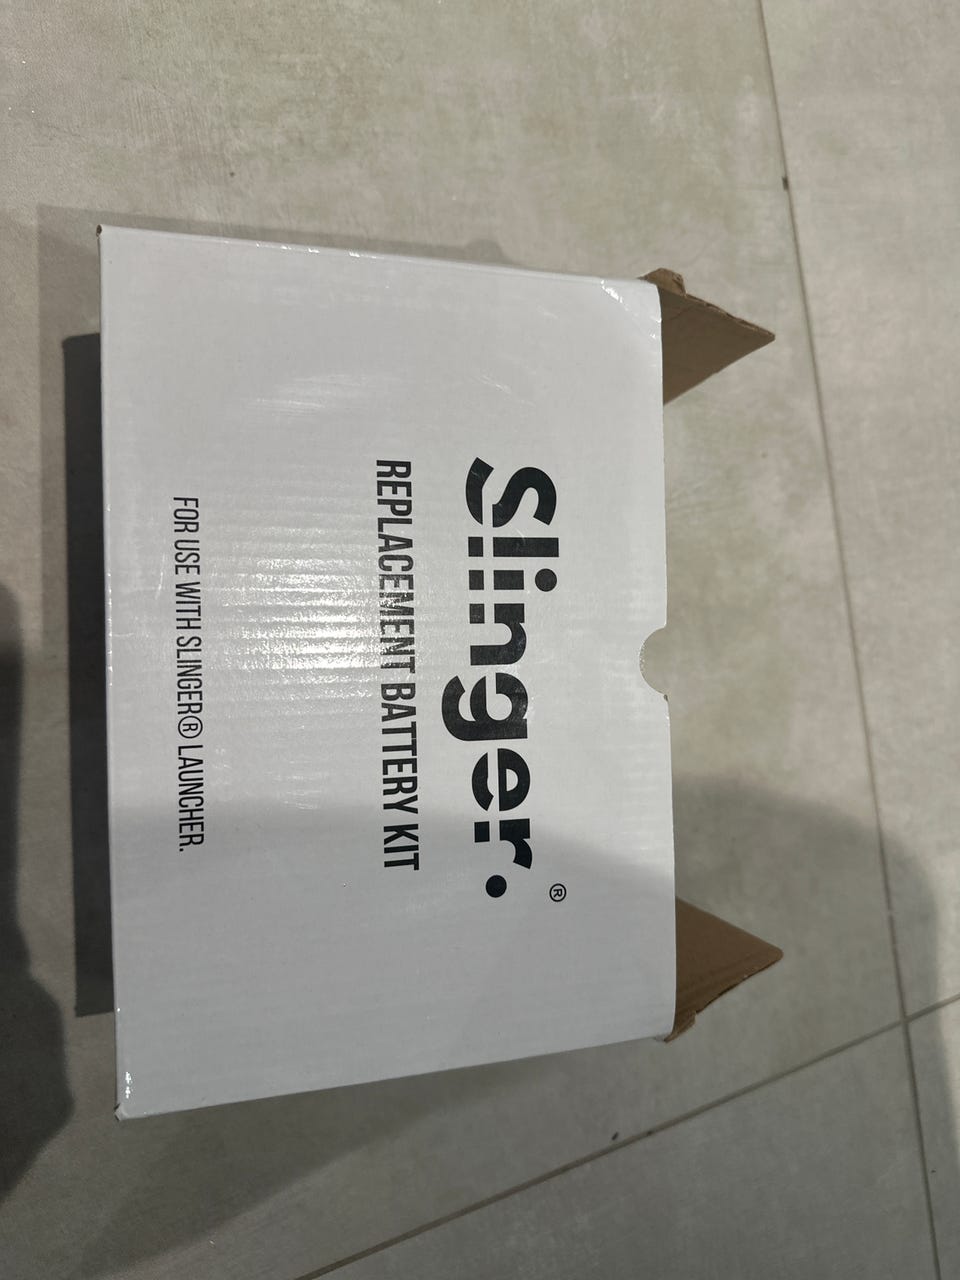 Slinger.®
REPLACEMENT BATTERY KIT
FOR USE WITH SLINGER® LAUNCHER.